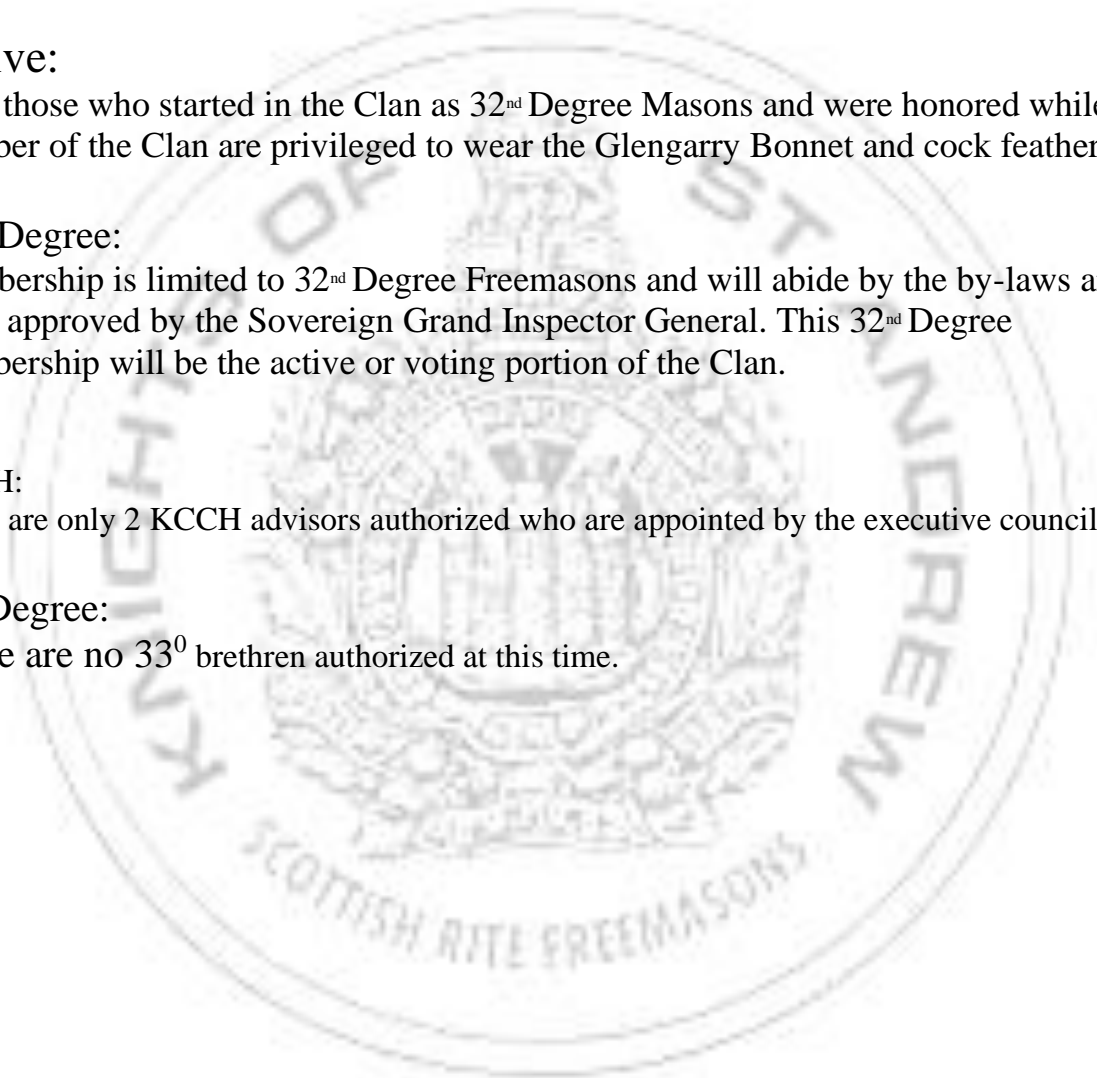 ve:
those who started in the Clan as 32nd Degree Masons and were honored while
ber of the Clan are privileged to wear the Glengarry Bonnet and cock feather
Degree:
bership is limited to 32nd Degree Freemasons and will abide by the by-laws a
approved by the Sovereign Grand Inspector General. This 32nd Degree
bership will be the active or voting portion of the Clan.
H:
are only 2 KCCH advisors authorized who are appointed by the executive council
Degree:
e are no 33⁰ brethren authorized at this time.
KNIGHTS OF ST ANDREW
SCOTTISH RITE FREEMASONS